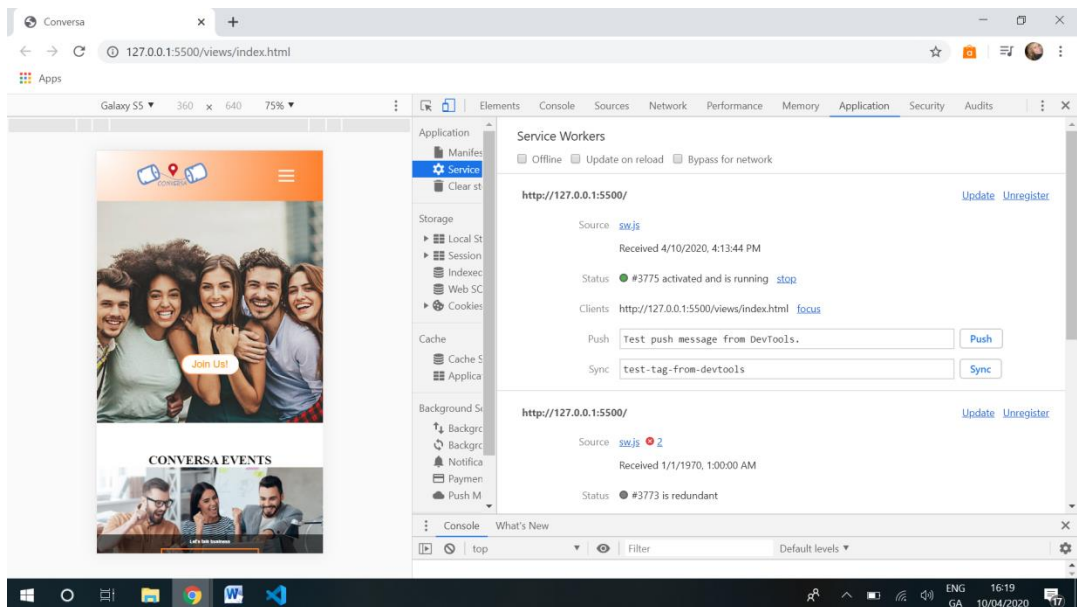 Conversa
127.0.0.1:5500/views/index.html
Apps
Galaxy S5 ▼ 360 x 640 75% ▼
Elements Console Sources Network Performance Memory Application Security Audits
CONVERSA
Join Us!
CONVERSA EVENTS
Let's talk business
Application
Manifes
Service
Clear st
Storage
Local St
Session
Indexec
Web SC
Cookies
Cache
Cache S
Applica
Background Se
Backgrc
Backgrc
Notifica
Paymen
Push M
Service Workers
Offline Update on reload Bypass for network
http://127.0.0.1:5500/ Update Unregister
Source sw.js
Received 4/10/2020, 4:13:44 PM
Status #3775 activated and is running stop
Clients http://127.0.0.1:5500/views/index.html focus
Push Test push message from DevTools. Push
Sync test-tag-from-devtools Sync
http://127.0.0.1:5500/ Update Unregister
Source sw.js 2
Received 1/1/1970, 1:00:00 AM
Status #3773 is redundant
Console What's New
top ▼ Filter Default levels ▼
ENG 16:19
GA 10/04/2020
17